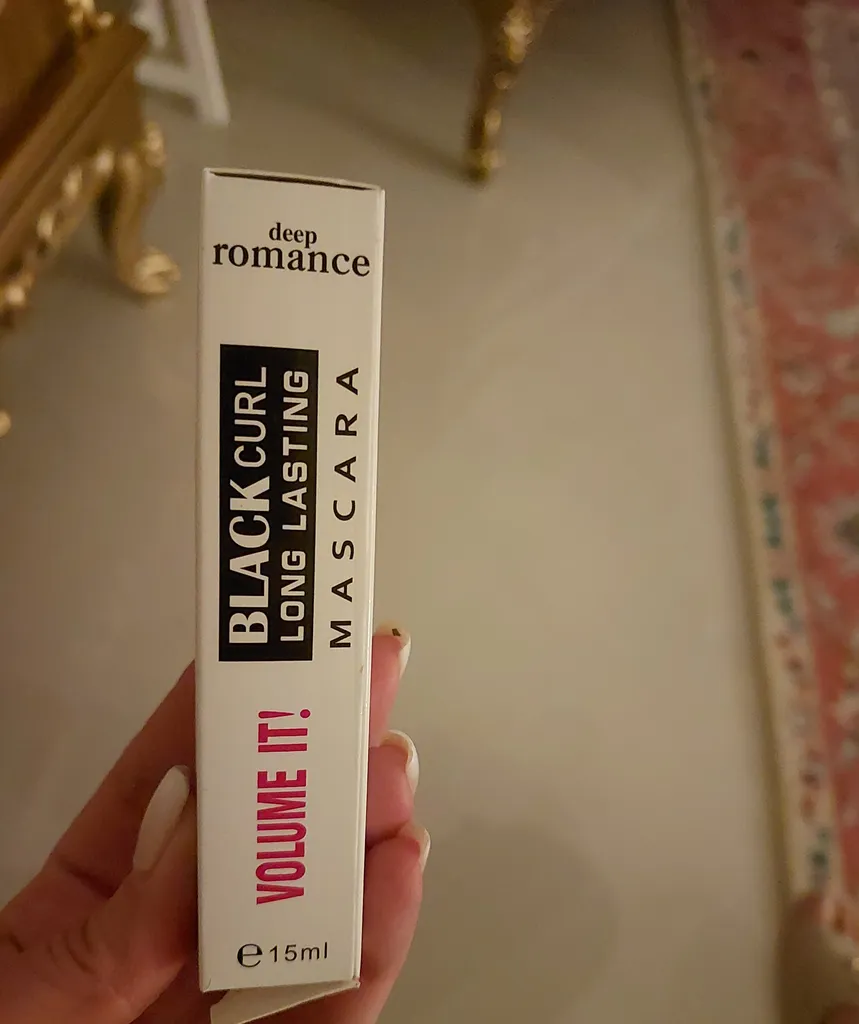 deep
romance
BLACK CURL
LONG LASTING
MASCARA
VOLUME IT!
℮ 15ml